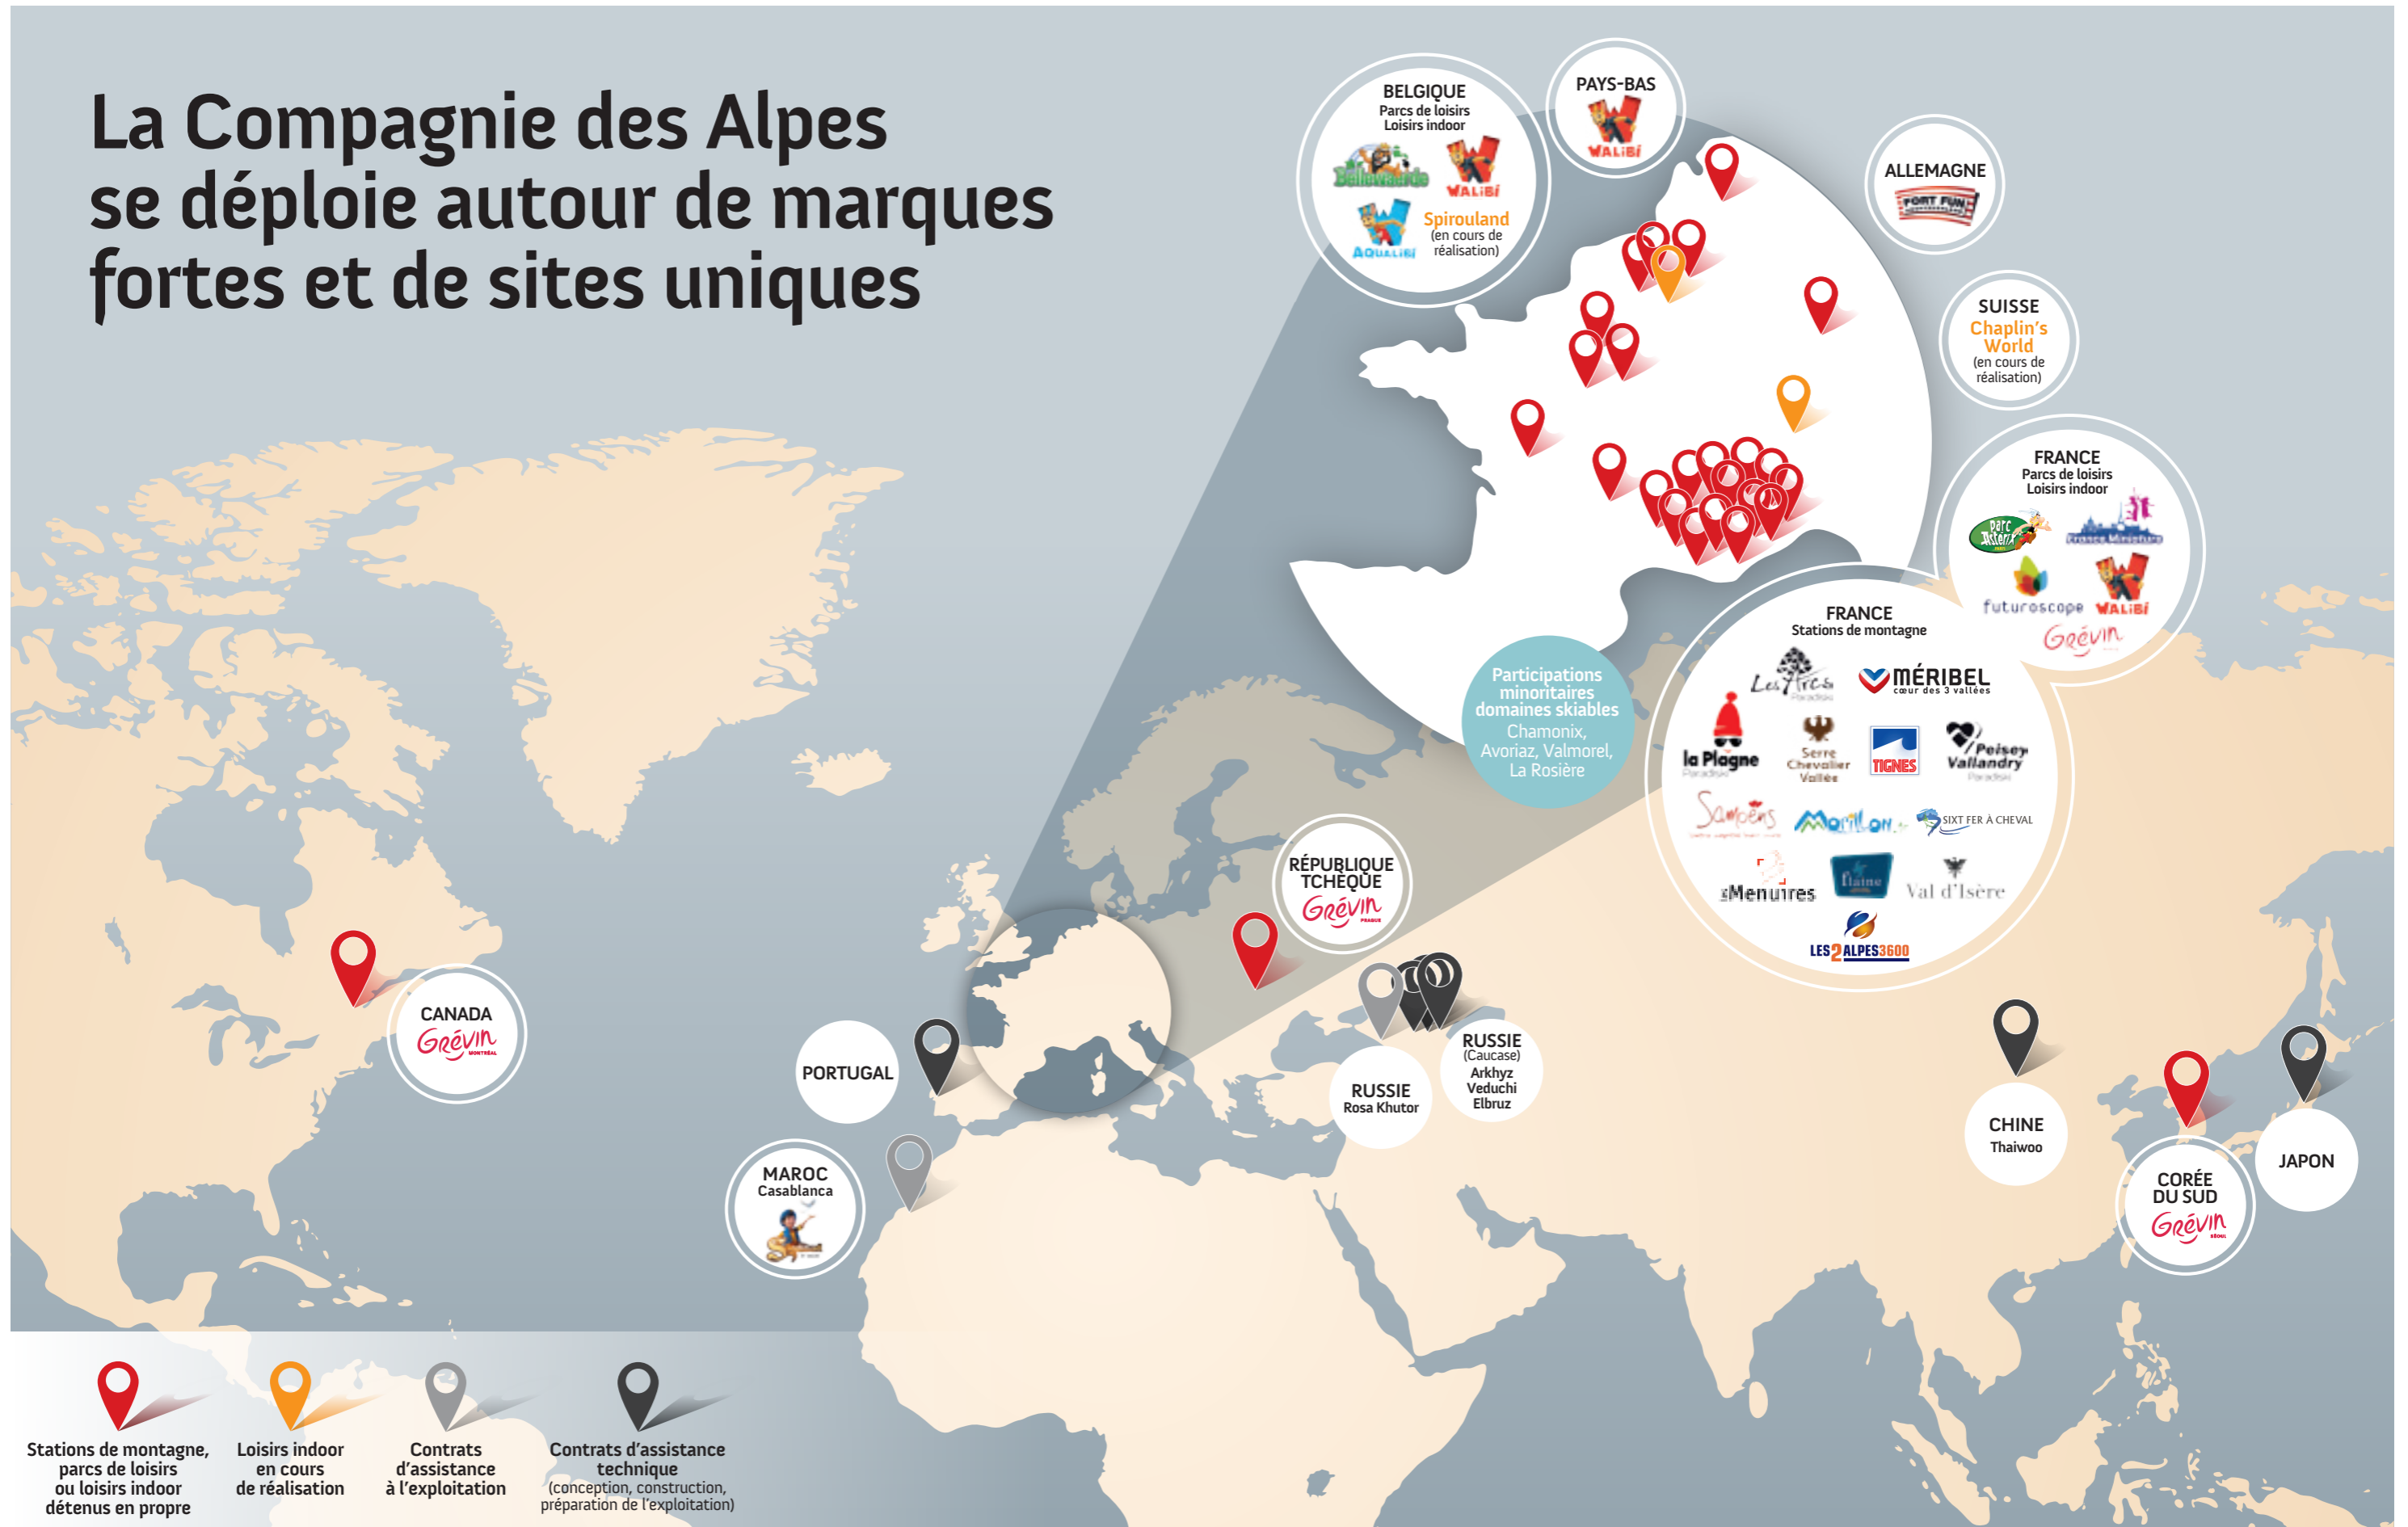 La Compagnie des Alpes
se déploie autour de marques
fortes et de sites uniques
BELGIQUE
Parcs de loisirs
Loisirs indoor
Bellewaerde
WALiBi
AQUALiBi
Spirouland
(en cours de
réalisation)
PAYS-BAS
WALiBi
ALLEMAGNE
FORT FUN
SUISSE
Chaplin's
World
(en cours de
réalisation)
FRANCE
Parcs de loisirs
Loisirs indoor
Parc
Astérix
France Miniature
futuroscope
WALiBi
Grévin
FRANCE
Stations de montagne
Les Arcs
Paradiski
MÉRIBEL
cœur des 3 vallées
la Plagne
Paradiski
Serre
Chevalier
Vallée
TIGNES
Peisey
Vallandry
Paradiski
Samoëns
Morillon
SIXT FER À CHEVAL
Menuires
flaine
Val d'Isère
LES2ALPES3600
Participations
minoritaires
domaines skiables
Chamonix,
Avoriaz, Valmorel,
La Rosière
RÉPUBLIQUE
TCHÈQUE
Grévin
PRAGUE
CANADA
Grévin
MONTRÉAL
PORTUGAL
MAROC
Casablanca
RUSSIE
Rosa Khutor
RUSSIE
(Caucase)
Arkhyz
Veduchi
Elbruz
CHINE
Thaiwoo
CORÉE
DU SUD
Grévin
SÉOUL
JAPON
Stations de montagne,
parcs de loisirs
ou loisirs indoor
détenus en propre
Loisirs indoor
en cours
de réalisation
Contrats
d'assistance
à l'exploitation
Contrats d'assistance
technique
(conception, construction,
préparation de l'exploitation)